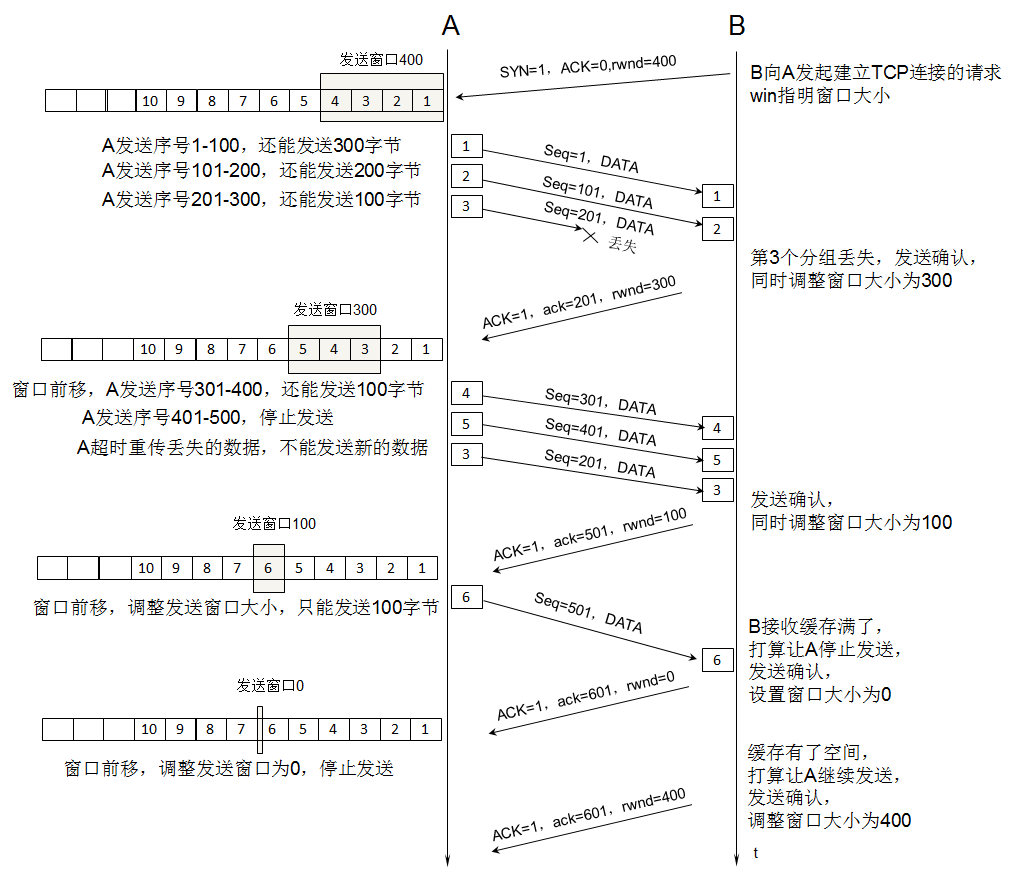 A
B
发送窗口400
SYN=1，ACK=0,rwnd=400
B向A发起建立TCP连接的请求
win指明窗口大小
10 9 8 7 6 5 4 3 2 1
A发送序号1-100，还能发送300字节
A发送序号101-200，还能发送200字节
A发送序号201-300，还能发送100字节
1
2
3
Seq=1，DATA
Seq=101，DATA
Seq=201，DATA
丢失
1
2
第3个分组丢失，发送确认，
同时调整窗口大小为300
ACK=1，ack=201，rwnd=300
发送窗口300
10 9 8 7 6 5 4 3 2 1
窗口前移，A发送序号301-400，还能发送100字节
A发送序号401-500，停止发送
A超时重传丢失的数据，不能发送新的数据
4
5
3
Seq=301，DATA
Seq=401，DATA
Seq=201，DATA
4
5
3
发送确认，
同时调整窗口大小为100
ACK=1，ack=501，rwnd=100
发送窗口100
10 9 8 7 6 5 4 3 2 1
窗口前移，调整发送窗口大小，只能发送100字节
6
Seq=501，DATA
6
B接收缓存满了，
打算让A停止发送，
发送确认，
设置窗口大小为0
ACK=1，ack=601，rwnd=0
发送窗口0
10 9 8 7 6 5 4 3 2 1
窗口前移，调整发送窗口为0，停止发送
缓存有了空间，
打算让A继续发送，
发送确认，
调整窗口大小为400
ACK=1，ack=601，rwnd=400
t